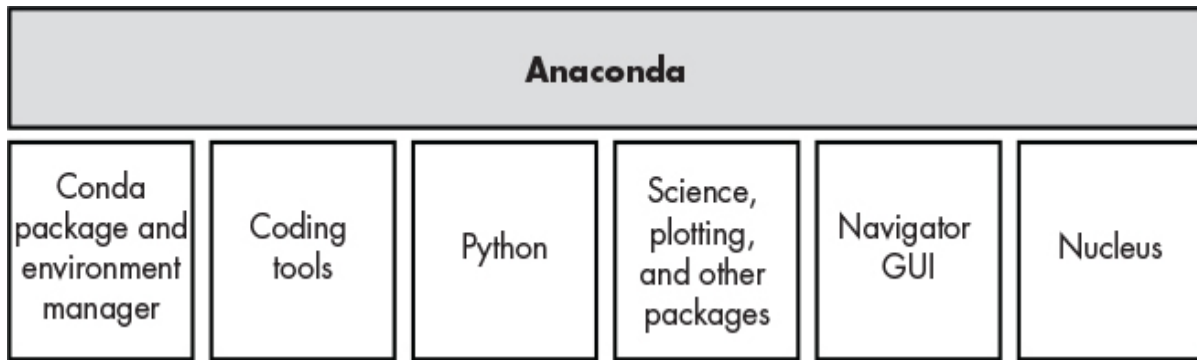 Anaconda
Conda
package and
environment
manager
Coding
tools
Python
Science,
plotting,
and other
packages
Navigator
GUI
Nucleus